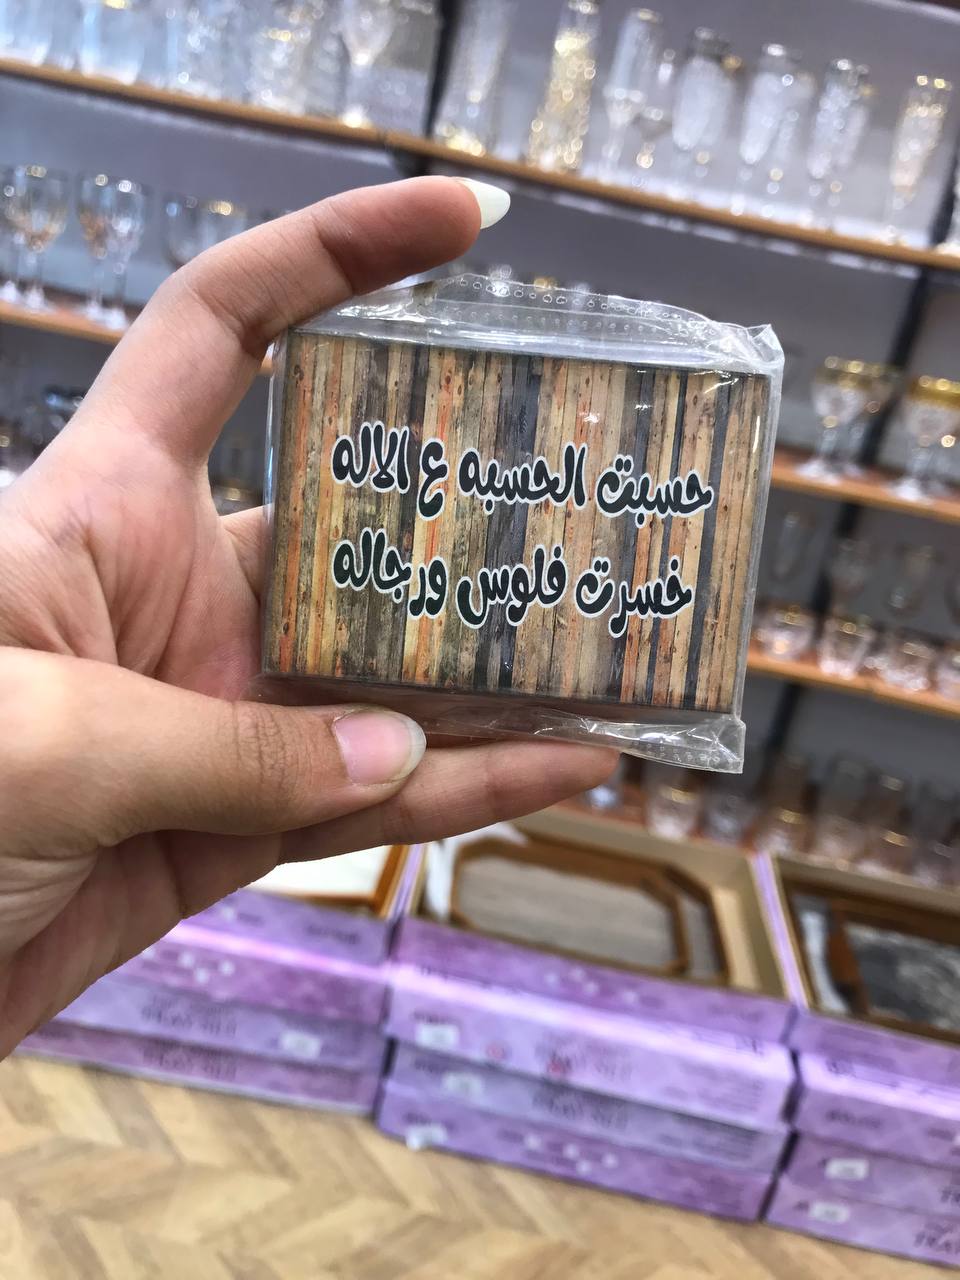 حسبت الحسبه ع الاله
خسرت فلوس ورجاله